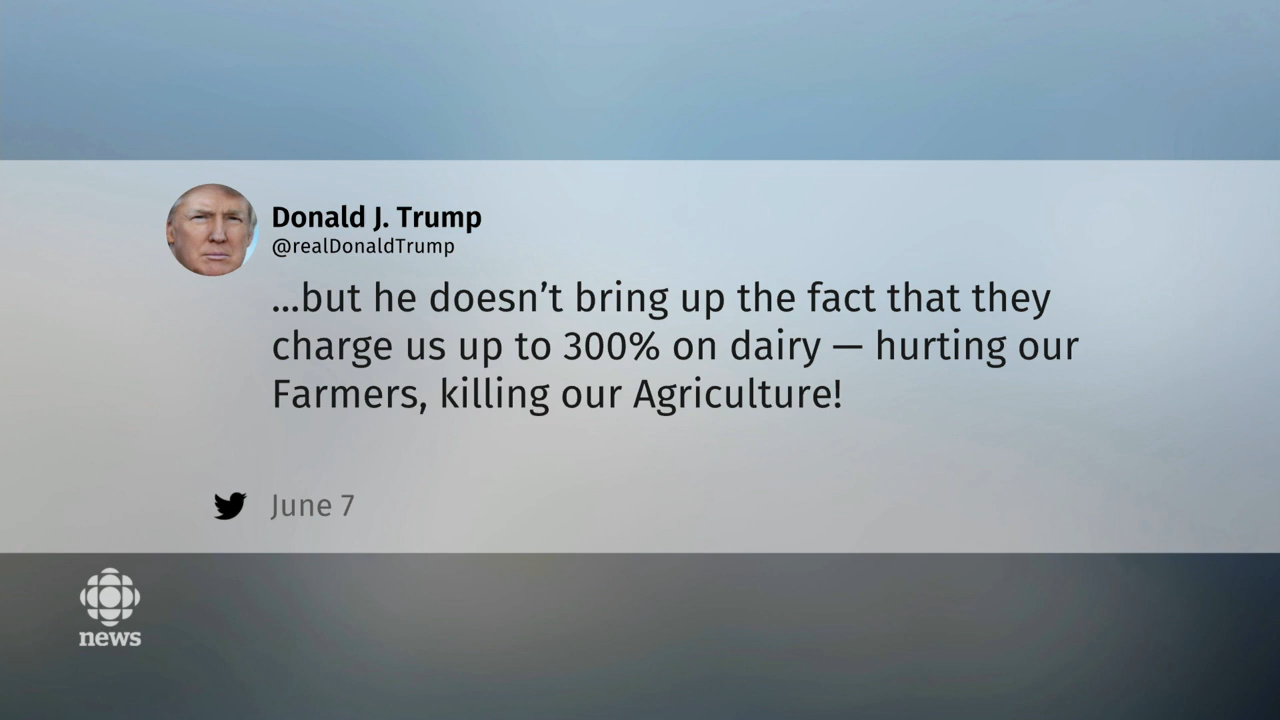 Donald J. Trump
@realDonaldTrump
...but he doesn’t bring up the fact that they
charge us up to 300% on dairy — hurting our
Farmers, killing our Agriculture!
June 7
news